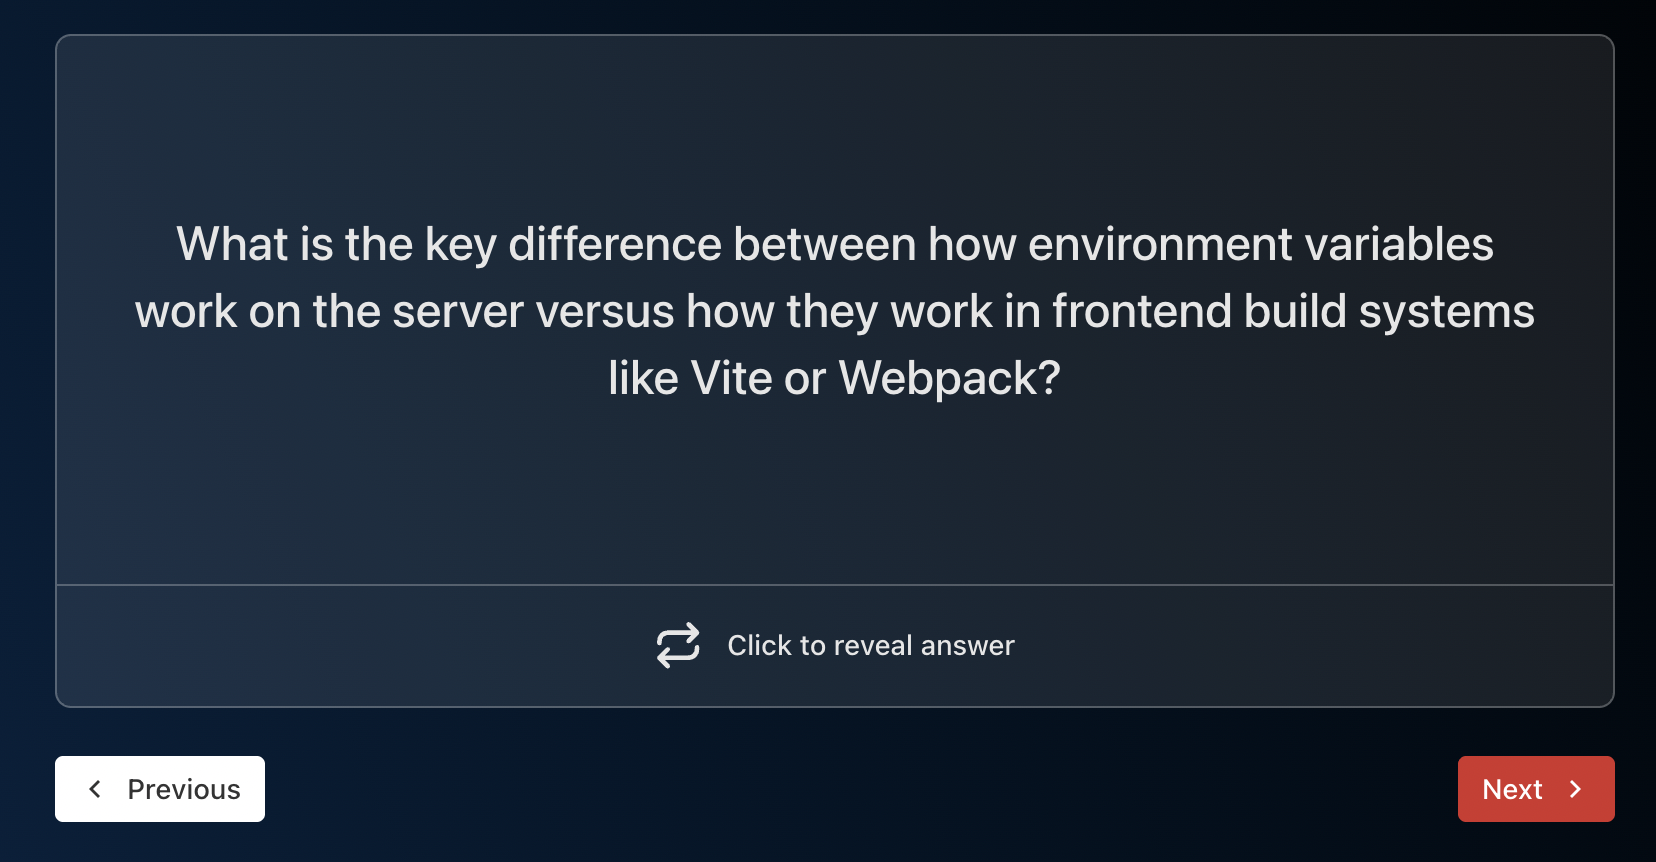 What is the key difference between how environment variables
work on the server versus how they work in frontend build systems
like Vite or Webpack?
Click to reveal answer
Previous
Next